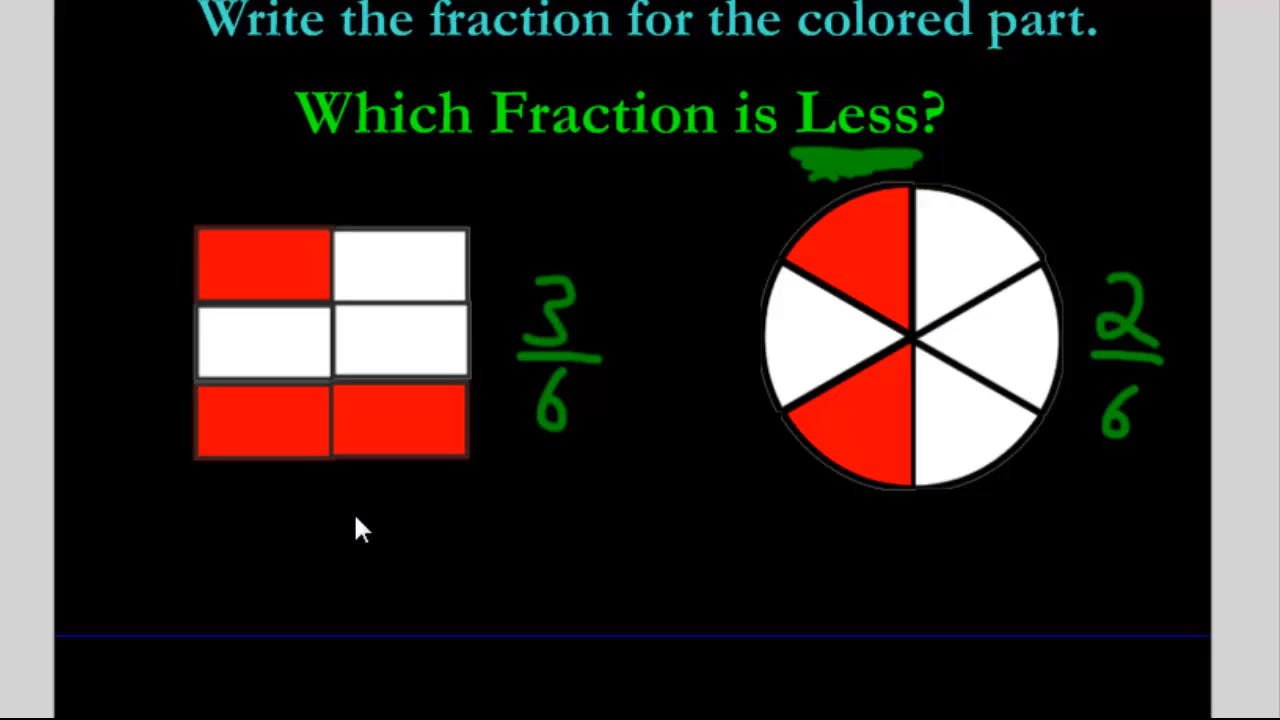 Write the fraction for the colored part.
Which Fraction is Less?
3
6
2
6